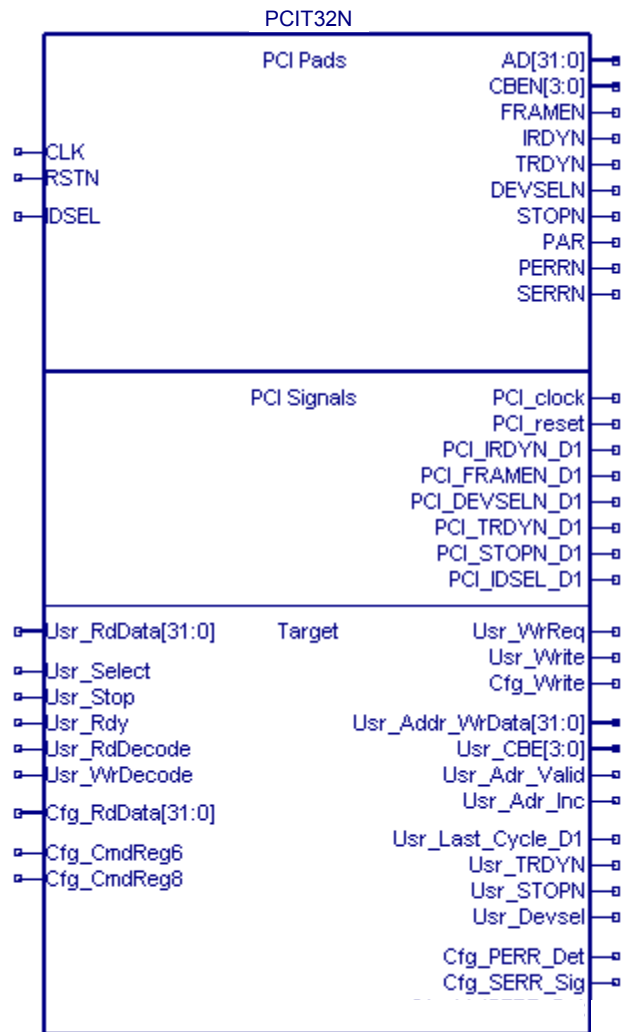 PCIT32N
PCI Pads AD[31:0]
CBEN[3:0]
FRAMEN
IRDYN
CLK TRDYN
RSTN DEVSELN
IDSEL STOPN
PAR
PERRN
SERRN
PCI Signals PCI_clock
PCI_reset
PCI_IRDYN_D1
PCI_FRAMEN_D1
PCI_DEVSELN_D1
PCI_TRDYN_D1
PCI_STOPN_D1
PCI_IDSEL_D1
Usr_RdData[31:0] Target Usr_WrReq
Usr_Write
Usr_Select Cfg_Write
Usr_Stop
Usr_Rdy Usr_Addr_WrData[31:0]
Usr_RdDecode Usr_CBE[3:0]
Usr_WrDecode Usr_Adr_Valid
Usr_Adr_Inc
Cfg_RdData[31:0]
Usr_Last_Cycle_D1
Cfg_CmdReg6 Usr_TRDYN
Cfg_CmdReg8 Usr_STOPN
Usr_Devsel
Cfg_PERR_Det
Cfg_SERR_Sig